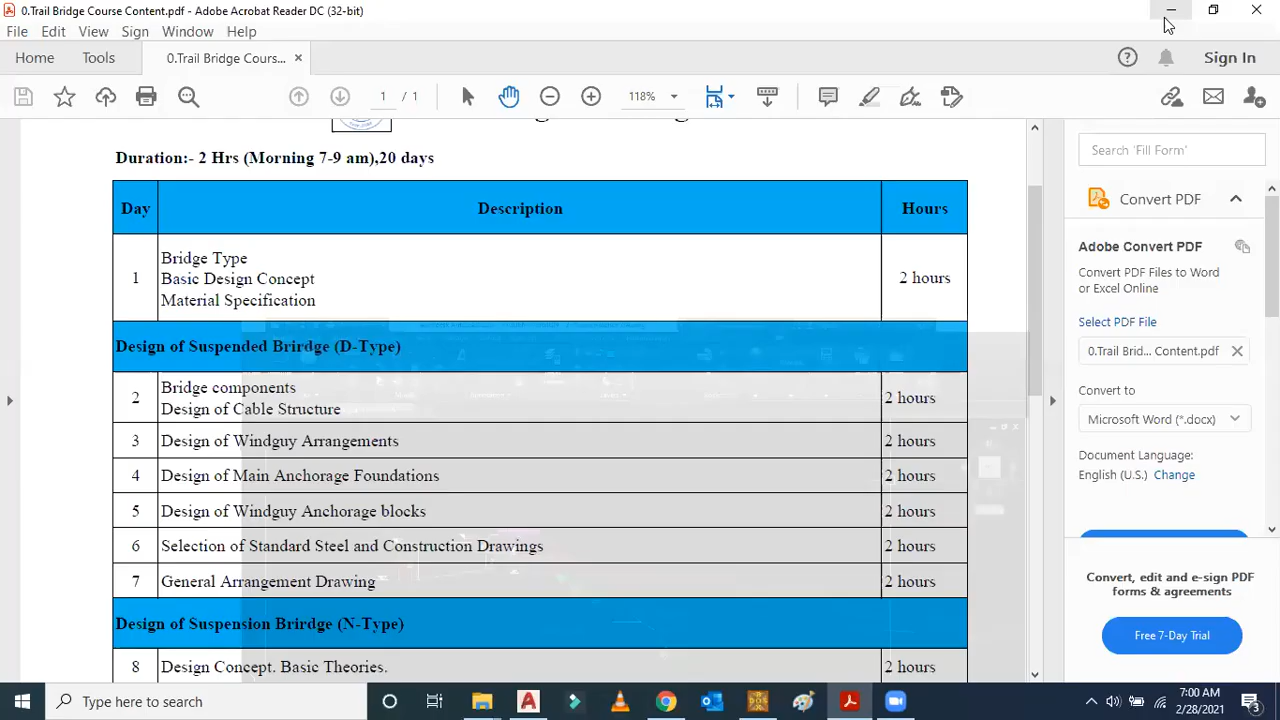 0.Trail Bridge Course Content.pdf - Adobe Acrobat Reader DC (32-bit)
File Edit View Sign Window Help
Home Tools 0.Trail Bridge Cours... × Sign In
1 / 1 118%
Duration:- 2 Hrs (Morning 7-9 am),20 days
Day Description Hours
1
Bridge Type
Basic Design Concept
Material Specification
2 hours
Design of Suspended Brirdge (D-Type)
2
Bridge components
Design of Cable Structure
2 hours
3 Design of Windguy Arrangements 2 hours
4 Design of Main Anchorage Foundations 2 hours
5 Design of Windguy Anchorage blocks 2 hours
6 Selection of Standard Steel and Construction Drawings 2 hours
7 General Arrangement Drawing 2 hours
Design of Suspension Brirdge (N-Type)
8 Design Concept. Basic Theories. 2 hours
Search 'Fill Form'
Convert PDF
Adobe Convert PDF
Convert PDF Files to Word
or Excel Online
Select PDF File
0.Trail Brid... Content.pdf
Convert to
Microsoft Word (*.docx)
Document Language:
English (U.S.) Change
Convert, edit and e-sign PDF
forms & agreements
Free 7-Day Trial
Type here to search
7:00 AM
2/28/2021
3